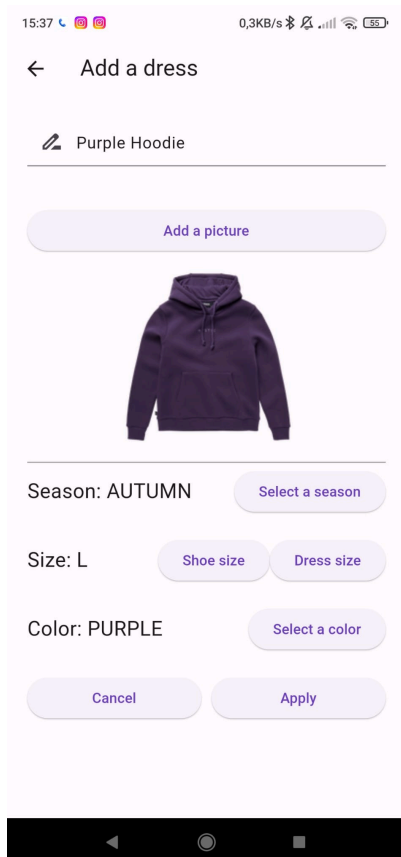 15:37 0,3KB/s 55
Add a dress
Purple Hoodie
Add a picture
Season: AUTUMN Select a season
Size: L Shoe size Dress size
Color: PURPLE Select a color
Cancel Apply